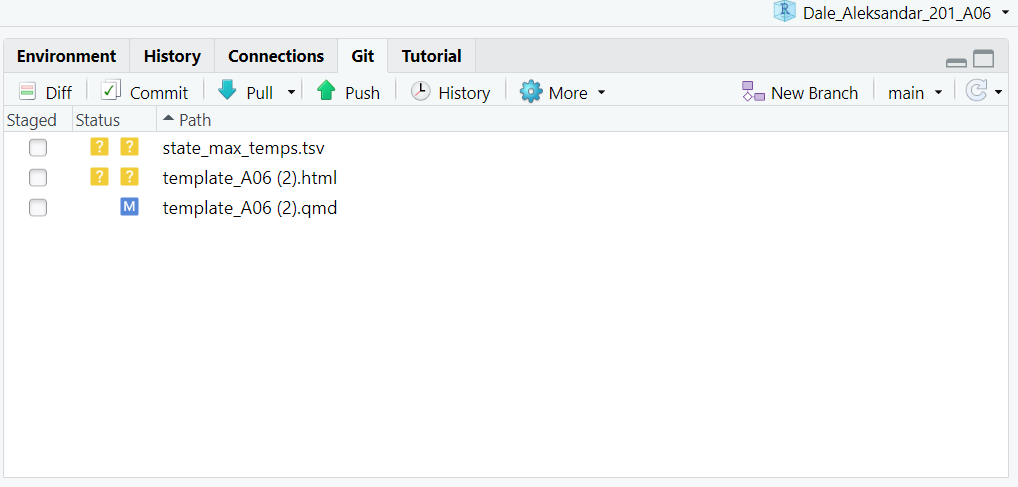 Dale_Aleksandar_201_A06
Environment History Connections Git Tutorial
Diff Commit Pull Push History More New Branch main
Staged Status Path
? ? state_max_temps.tsv
? ? template_A06 (2).html
M template_A06 (2).qmd